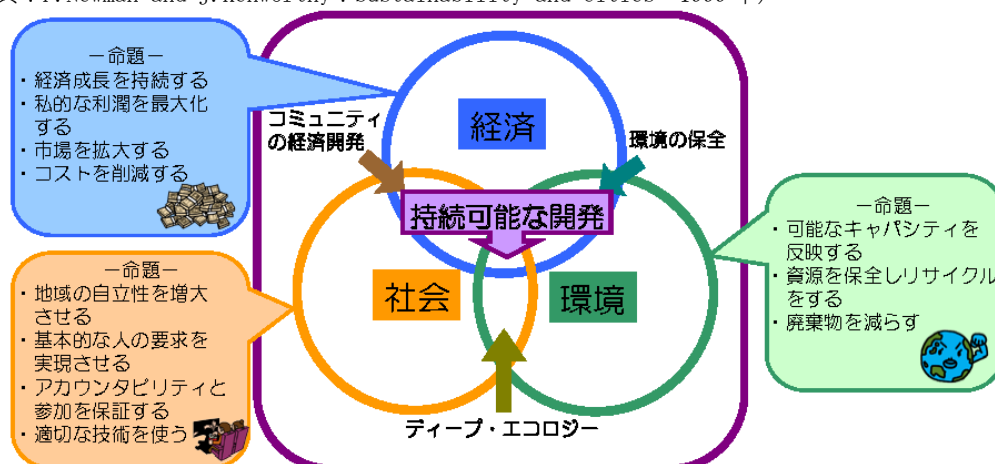 P.Newman and J.Kenworthy:Sustainability and Cities 1999
－命題－
・経済成長を持続する
・私的な利潤を最大化
する
・市場を拡大する
・コストを削減する
コミュニティ
の経済開発
経済
環境の保全
持続可能な開発
社会
環境
－命題－
・地域の自立性を増大
させる
・基本的な人の要求を
実現させる
・アカウンタビリティと
参加を保証する
・適切な技術を使う
－命題－
・可能なキャパシティを
反映する
・資源を保全しリサイクル
をする
・廃棄物を減らす
ディープ・エコロジー